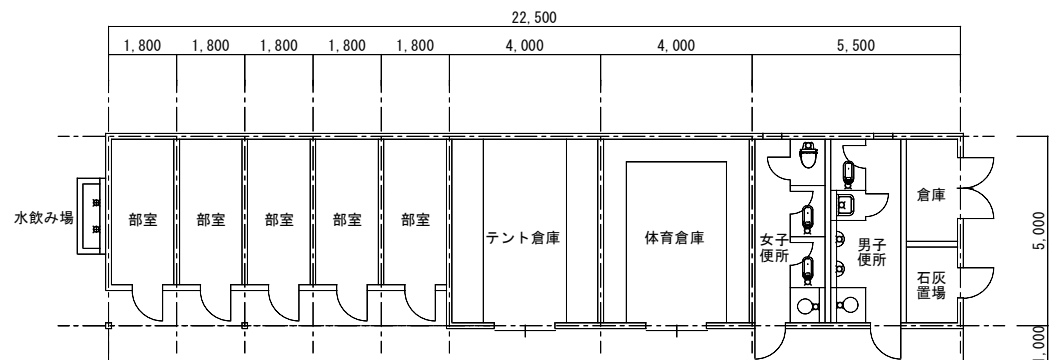 22,500
1,800
1,800
1,800
1,800
1,800
4,000
4,000
5,500
水飲み場
部室
部室
部室
部室
部室
テント倉庫
体育倉庫
女子
便所
男子
便所
倉庫
石灰
置場
5,000